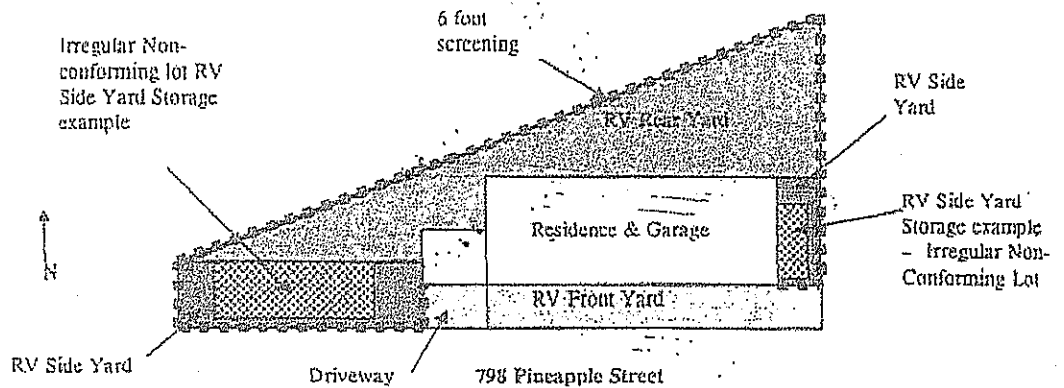 6 foot
screening
Irregular Non-
conforming lot RV
Side Yard Storage
example
RV Side
Yard
RV Rear Yard
RV Side Yard
Storage example
– Irregular Non-
Conforming Lot
Residence & Garage
N
RV Front Yard
RV Side Yard
Driveway
798 Pineapple Street